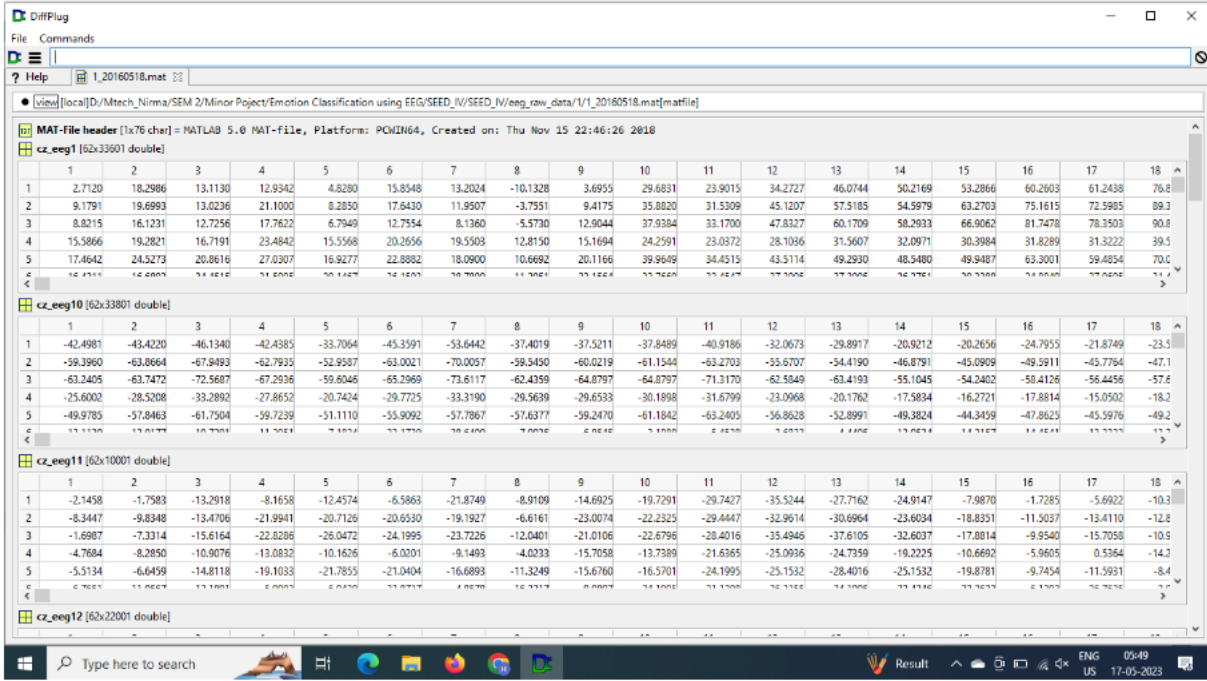 DiffPlug
File Commands
? Help 1_20160518.mat
view [local]D:/Mtech_Nirma/SEM 2/Minor Poject/Emotion Classification using EEG/SEED_IV/SEED_IV/eeg_raw_data/1/1_20160518.mat[matfile]
MAT-File header [1x76 char] = MATLAB 5.0 MAT-file, Platform: PCWIN64, Created on: Thu Nov 15 22:46:26 2018
cz_eeg1 [62x33601 double]
1 2 3 4 5 6 7 8 9 10 11 12 13 14 15 16 17 18
1 2.7120 18.2986 13.1130 12.9342 4.8280 15.8548 13.2024 -10.1328 3.6955 29.6831 23.9015 34.2727 46.0744 50.2169 53.2866 60.2603 61.2438 76.8
2 9.1791 19.6993 13.0236 21.1000 8.2850 17.6430 11.9507 -3.7551 9.4175 35.8820 31.5309 45.1207 57.5185 54.5979 63.2703 75.1615 72.5985 89.3
3 8.8215 16.1231 12.7256 17.7622 6.7949 12.7554 8.1360 -5.5730 12.9044 37.9384 33.1700 47.8327 60.1709 58.2933 66.9062 81.7478 78.3503 90.8
4 15.5866 19.2821 16.7191 23.4842 15.5568 20.2656 19.5503 12.8150 15.1694 24.2591 23.0372 28.1036 31.5607 32.0971 30.3984 31.8289 31.3222 39.5
5 17.4642 24.5273 20.8616 27.0307 16.9277 22.8882 18.0900 10.6692 20.1166 39.9649 34.4515 43.5114 49.2930 48.5480 49.9487 63.3001 59.4854 70.0
cz_eeg10 [62x33801 double]
1 2 3 4 5 6 7 8 9 10 11 12 13 14 15 16 17 18
1 -42.4981 -43.4220 -46.1340 -42.4385 -33.7064 -45.3591 -53.6442 -37.4019 -37.5211 -37.8489 -40.9186 -32.0673 -29.8917 -20.9212 -20.2656 -24.7955 -21.8749 -23.5
2 -59.3960 -63.8664 -67.9493 -62.7935 -52.9587 -63.0021 -70.0057 -59.5450 -60.0219 -61.1544 -63.2703 -55.6707 -54.4190 -46.8791 -45.0909 -49.5911 -45.7764 -47.1
3 -63.2405 -63.7472 -72.5687 -67.2936 -59.6046 -65.2969 -73.6117 -62.4359 -64.8797 -64.8797 -71.3170 -62.5849 -63.4193 -55.1045 -54.2402 -58.4126 -56.4456 -57.6
4 -25.6002 -28.5208 -33.2892 -27.8652 -20.7424 -29.7725 -33.3190 -29.5639 -29.6533 -30.1898 -31.6799 -23.0968 -20.1762 -17.5834 -16.2721 -17.8814 -15.0502 -18.2
5 -49.9785 -57.8463 -61.7504 -59.7239 -51.1110 -55.9092 -57.7867 -57.6377 -59.2470 -61.1842 -63.2405 -56.8628 -52.8991 -49.3824 -44.3459 -47.8625 -45.5976 -49.2
cz_eeg11 [62x10001 double]
1 2 3 4 5 6 7 8 9 10 11 12 13 14 15 16 17 18
1 -2.1458 -1.7583 -13.2918 -8.1658 -12.4574 -6.5863 -21.8749 -8.9109 -14.6925 -19.7291 -29.7427 -35.5244 -27.7162 -24.9147 -7.9870 -1.7285 -5.6922 -10.3
2 -8.3447 -9.8348 -13.4706 -21.9941 -20.7126 -20.6530 -19.1927 -6.6161 -23.0074 -22.2325 -29.4447 -32.9614 -30.6964 -23.6034 -18.8351 -11.5037 -13.4110 -12.8
3 -1.6987 -7.3314 -15.6164 -22.8286 -26.0472 -24.1995 -23.7226 -12.0401 -21.0106 -22.6796 -28.4016 -35.4946 -37.6105 -32.6037 -17.8814 -9.9540 -15.7058 -10.9
4 -4.7684 -8.2850 -10.9076 -13.0832 -10.1626 -6.0201 -9.1493 -4.0233 -15.7058 -13.7389 -21.6365 -25.0936 -24.7359 -19.2225 -10.6692 -5.9605 0.5364 -14.2
5 -5.5134 -6.6459 -14.8118 -19.1033 -21.7855 -21.0404 -16.6893 -11.3249 -15.6760 -16.5701 -24.1995 -25.1532 -28.4016 -25.1532 -19.8781 -9.7454 -11.5931 -8.4
cz_eeg12 [62x22001 double]
Type here to search
Result
ENG 05:49
US 17-05-2023